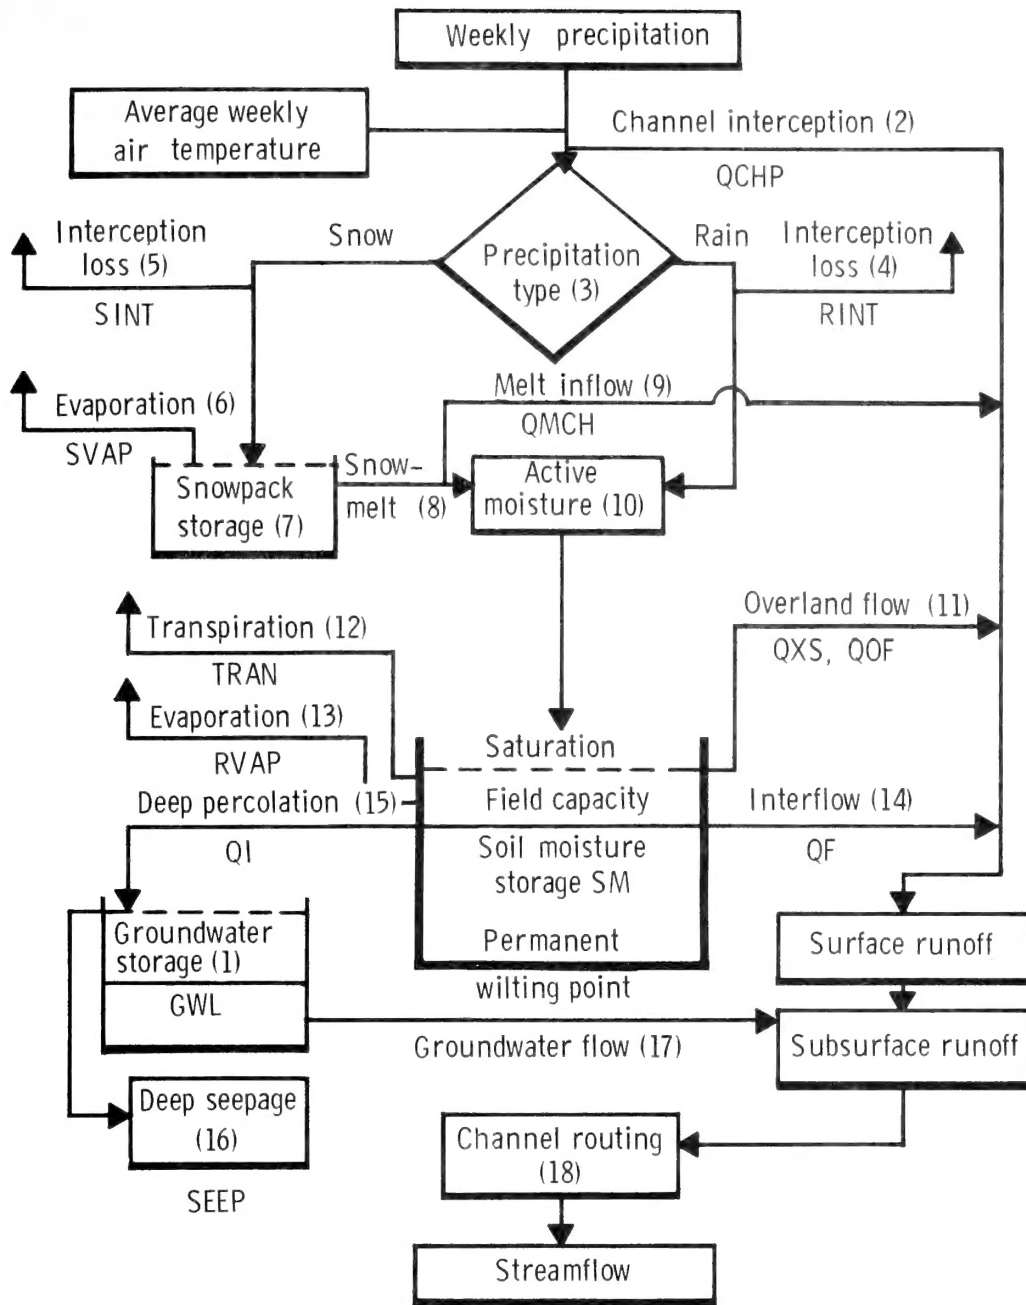 Weekly precipitation
Average weekly
air temperature
Channel interception (2)
QCHP
Interception
loss (5)
SINT
Snow
Precipitation
type (3)
Rain
Interception
loss (4)
RINT
Evaporation (6)
SVAP
Melt inflow (9)
QMCH
Snowpack
storage (7)
Snow-
melt (8)
Active
moisture (10)
Transpiration (12)
TRAN
Overland flow (11)
QXS, QOF
Evaporation (13)
RVAP
Saturation
Deep percolation (15)
QI
Field capacity
Interflow (14)
QF
Soil moisture
storage SM
Groundwater
storage (1)
GWL
Permanent
wilting point
Surface runoff
Groundwater flow (17)
Subsurface runoff
Deep seepage
(16)
SEEP
Channel routing
(18)
Streamflow